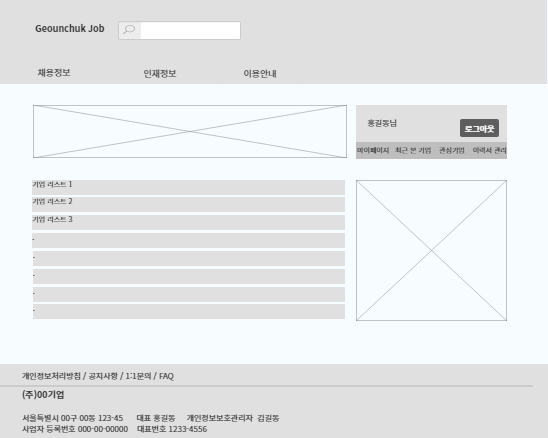 Geounchuk Job
채용정보 인재정보 이용안내
홍길동님
로그아웃
마이페이지 최근 본 기업 관심기업 이력서 관리
기업 리스트 1
기업 리스트 2
기업 리스트 3
.
.
.
.
.
개인정보처리방침 / 공지사항 / 1:1문의 / FAQ
(주)00기업
서울특별시 00구 00동 123-45 대표 홍길동 개인정보보호관리자 김길동
사업자 등록번호 000-00-00000 대표번호 1233-4556